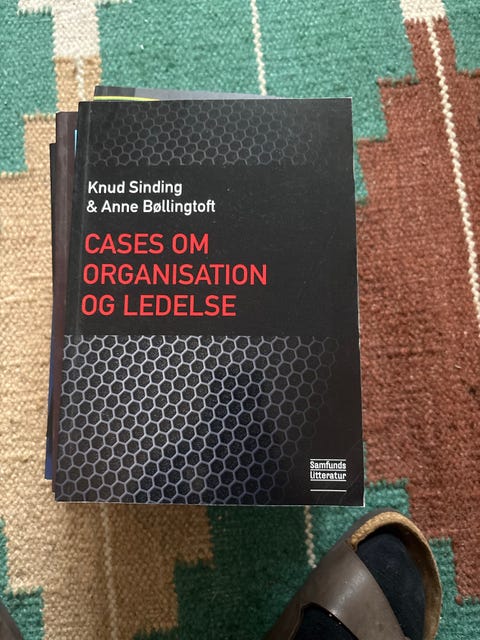 Knud Sinding
& Anne Bøllingtoft
CASES OM
ORGANISATION
OG LEDELSE
Samfunds
litteratur